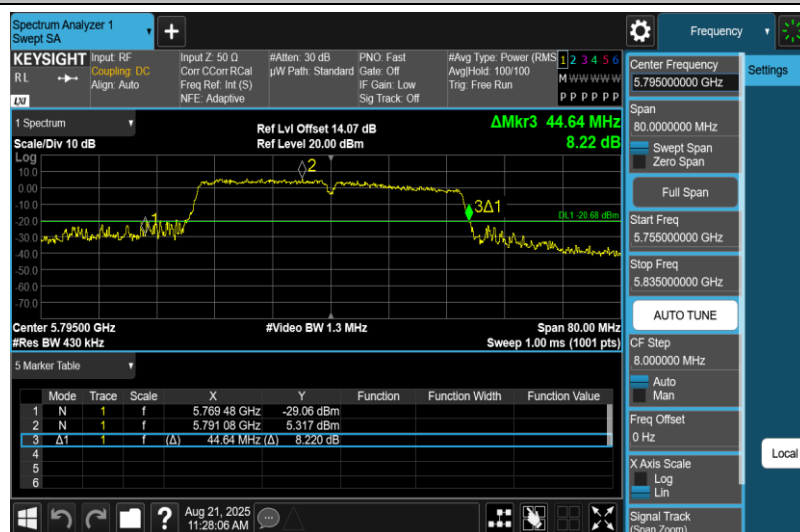 Spectrum Analyzer 1
Swept SA
+
Frequency
KEYSIGHT Input: RF Input Z: 50 Ω #Atten: 30 dB PNO: Fast #Avg Type: Power (RMS 1 2 3 4 5 6
RL Coupling: DC Corr CCorr RCal µW Path: Standard Gate: Off Avg|Hold: 100/100 M W W W W W
Align: Auto Freq Ref: Int (S) IF Gain: Low Trig: Free Run
LXI NFE: Adaptive Sig Track: Off P P P P P P
1 Spectrum
Scale/Div 10 dB
Ref Lvl Offset 14.07 dB
Ref Level 20.00 dBm
ΔMkr3 44.64 MHz
8.22 dB
Log
10.0
0.00
-10.0
-20.0
-30.0
-40.0
-50.0
-60.0
-70.0
1
2
3Δ1
DL1 -20.68 dBm
Center 5.79500 GHz #Video BW 1.3 MHz Span 80.00 MHz
#Res BW 430 kHz Sweep 1.00 ms (1001 pts)
5 Marker Table
Mode Trace Scale X Y Function Function Width Function Value
1 N 1 f 5.769 48 GHz -29.06 dBm
2 N 1 f 5.791 08 GHz 5.317 dBm
3 Δ1 1 f (Δ) 44.64 MHz (Δ) 8.220 dB
4
5
6
Center Frequency
5.795000000 GHz
Settings
Span
80.0000000 MHz
Swept Span
Zero Span
Full Span
Start Freq
5.755000000 GHz
Stop Freq
5.835000000 GHz
AUTO TUNE
CF Step
8.000000 MHz
Auto
Man
Freq Offset
0 Hz
Local
X Axis Scale
Log
Lin
Signal Track
(Span Zoom)
?
Aug 21, 2025
11:28:06 AM